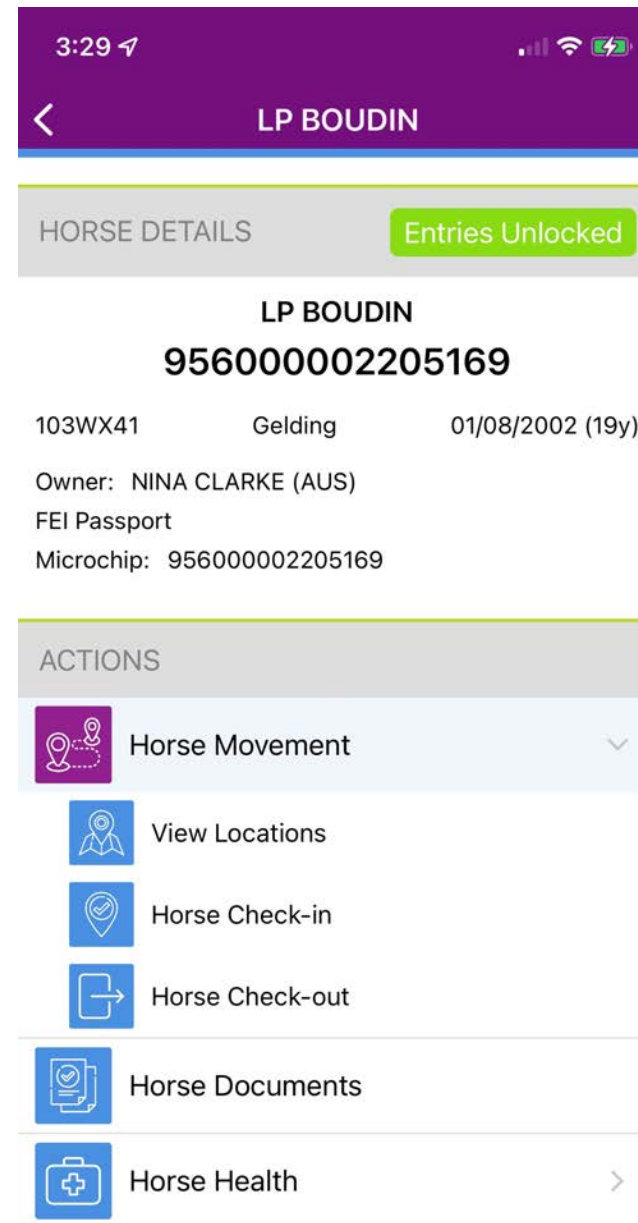 3:29
LP BOUDIN
HORSE DETAILS
Entries Unlocked
LP BOUDIN
956000002205169
103WX41 Gelding 01/08/2002 (19y)
Owner: NINA CLARKE (AUS)
FEI Passport
Microchip: 956000002205169
ACTIONS
Horse Movement
View Locations
Horse Check-in
Horse Check-out
Horse Documents
Horse Health